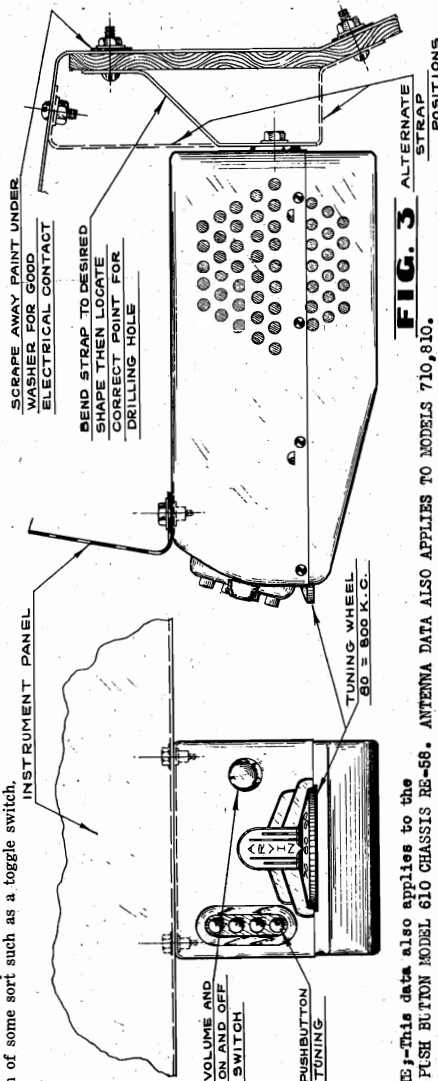 n of some sort such as a toggle switch.
INSTRUMENT PANEL
VOLUME AND
ON AND OFF
SWITCH
PUSHBUTTON
TUNING
ARVIN
TUNING WHEEL
80 = 800 K.C.
SCRAPE AWAY PAINT UNDER
WASHER FOR GOOD
ELECTRICAL CONTACT
BEND STRAP TO DESIRED
SHAPE THEN LOCATE
CORRECT POINT FOR
DRILLING HOLE
ALTERNATE
STRAP
POSITIONS
FIG. 3
E;-This data also applies to the
PUSH BUTTON MODEL 610 CHASSIS RE-58. ANTENNA DATA ALSO APPLIES TO MODELS 710,810.